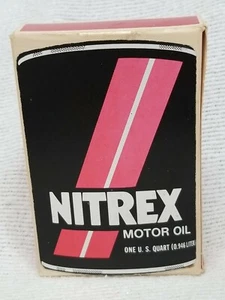 NITREX
MOTOR OIL
ONE U.S. QUART (0.946 LITER)